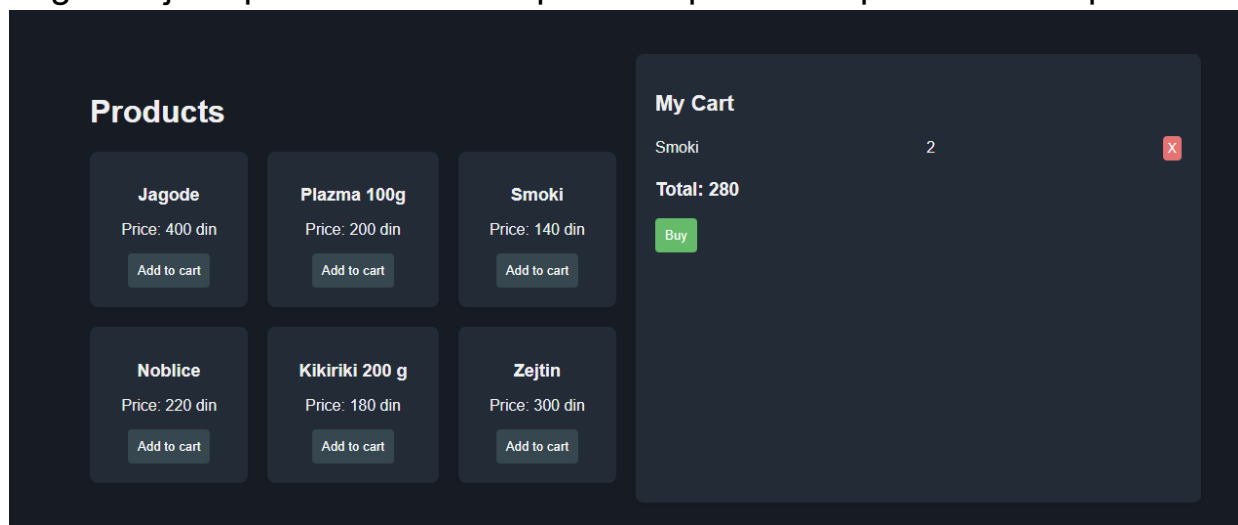 Products
Jagode
Price: 400 din
Add to cart
Plazma 100g
Price: 200 din
Add to cart
Smoki
Price: 140 din
Add to cart
Noblice
Price: 220 din
Add to cart
Kikiriki 200 g
Price: 180 din
Add to cart
Zejtin
Price: 300 din
Add to cart
My Cart
Smoki 2 X
Total: 280
Buy